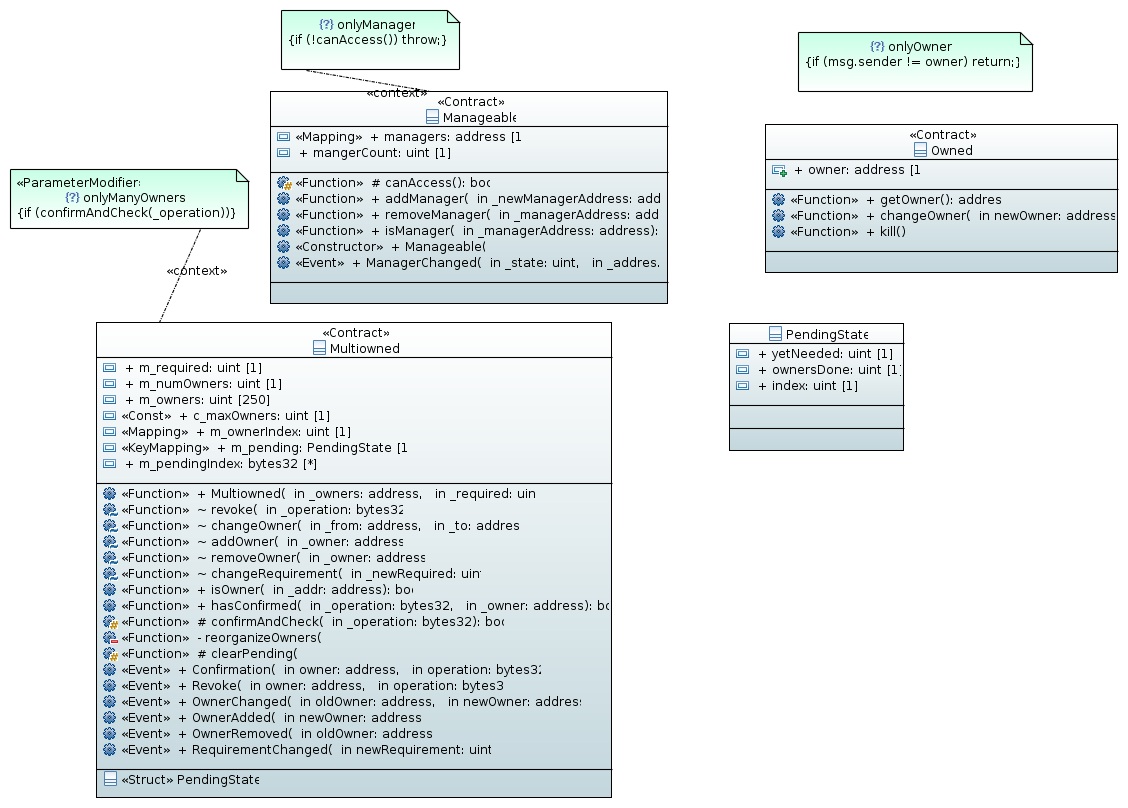 {?} onlyManager
{if (!canAccess()) throw;}
«context»
«Contract»
Manageable
«Mapping» + managers: address [1
+ mangerCount: uint [1]
«Function» # canAccess(): boo
«Function» + addManager( in _newManagerAddress: add
«Function» + removeManager( in _managerAddress: add
«Function» + isManager( in _managerAddress: address):
«Constructor» + Manageable(
«Event» + ManagerChanged( in _state: uint, in _addres.
{?} onlyOwner
{if (msg.sender != owner) return;}
«Contract»
Owned
+ owner: address [1
«Function» + getOwner(): addres
«Function» + changeOwner( in newOwner: address
«Function» + kill()
«ParameterModifier:
{?} onlyManyOwners
{if (confirmAndCheck(_operation))}
«context»
«Contract»
Multiowned
+ m_required: uint [1]
+ m_numOwners: uint [1]
+ m_owners: uint [250]
«Const» + c_maxOwners: uint [1]
«Mapping» + m_ownerIndex: uint [1]
«KeyMapping» + m_pending: PendingState [1
+ m_pendingIndex: bytes32 [*]
«Function» + Multiowned( in _owners: address, in _required: uin
«Function» ~ revoke( in _operation: bytes32
«Function» ~ changeOwner( in _from: address, in _to: addres
«Function» ~ addOwner( in _owner: address
«Function» ~ removeOwner( in _owner: address
«Function» ~ changeRequirement( in _newRequired: uint
«Function» + isOwner( in _addr: address): boo
«Function» + hasConfirmed( in _operation: bytes32, in _owner: address): bo
«Function» # confirmAndCheck( in _operation: bytes32): boo
«Function» - reorganizeOwners(
«Function» # clearPending(
«Event» + Confirmation( in owner: address, in operation: bytes32
«Event» + Revoke( in owner: address, in operation: bytes3
«Event» + OwnerChanged( in oldOwner: address, in newOwner: address
«Event» + OwnerAdded( in newOwner: address
«Event» + OwnerRemoved( in oldOwner: address
«Event» + RequirementChanged( in newRequirement: uint
«Struct» PendingState
PendingState
+ yetNeeded: uint [1]
+ ownersDone: uint [1]
+ index: uint [1]